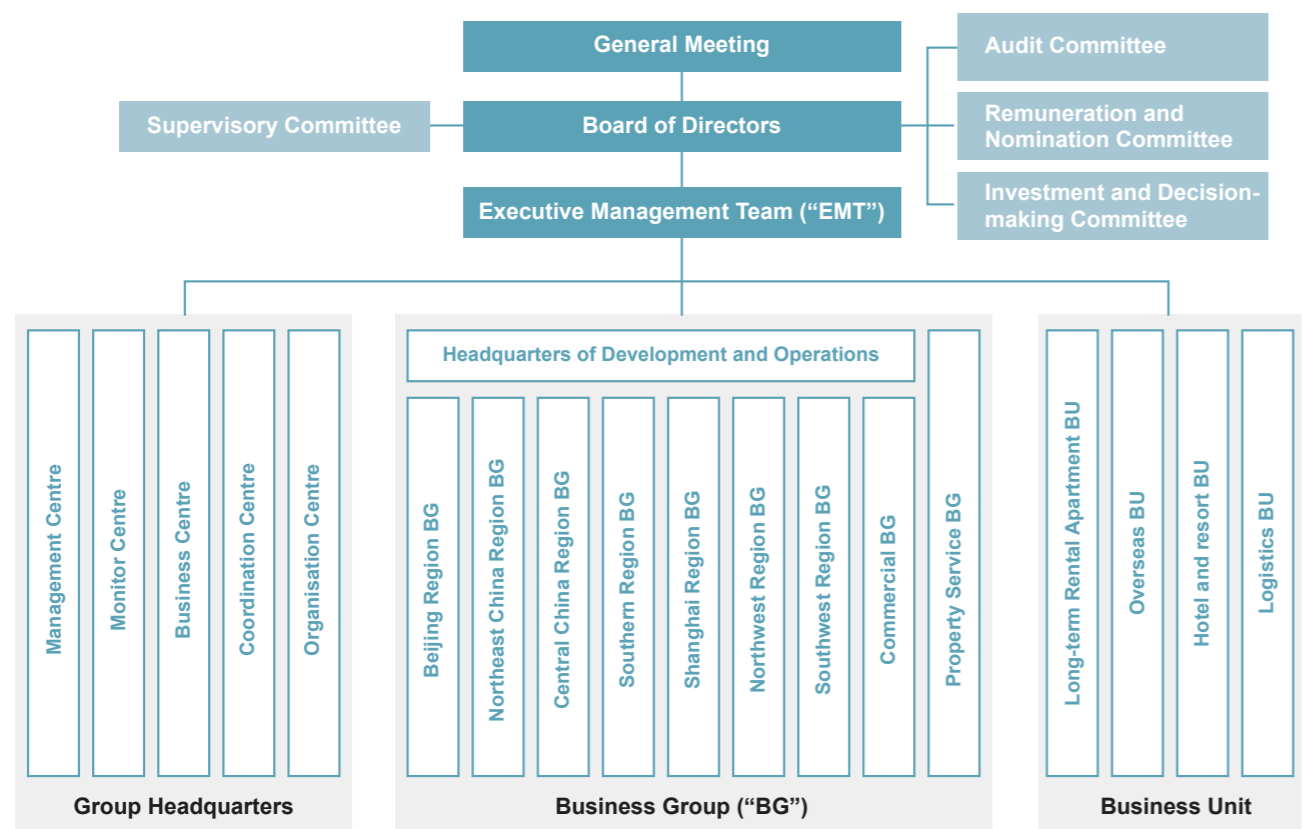 General Meeting
Audit Committee
Supervisory Committee
Board of Directors
Remuneration and
Nomination Committee
Executive Management Team (“EMT”)
Investment and Decision-
making Committee
Management Centre
Monitor Centre
Business Centre
Coordination Centre
Organisation Centre
Group Headquarters
Headquarters of Development and Operations
Beijing Region BG
Northeast China Region BG
Central China Region BG
Southern Region BG
Shanghai Region BG
Northwest Region BG
Southwest Region BG
Commercial BG
Property Service BG
Business Group (“BG”)
Long-term Rental Apartment BU
Overseas BU
Hotel and resort BU
Logistics BU
Business Unit